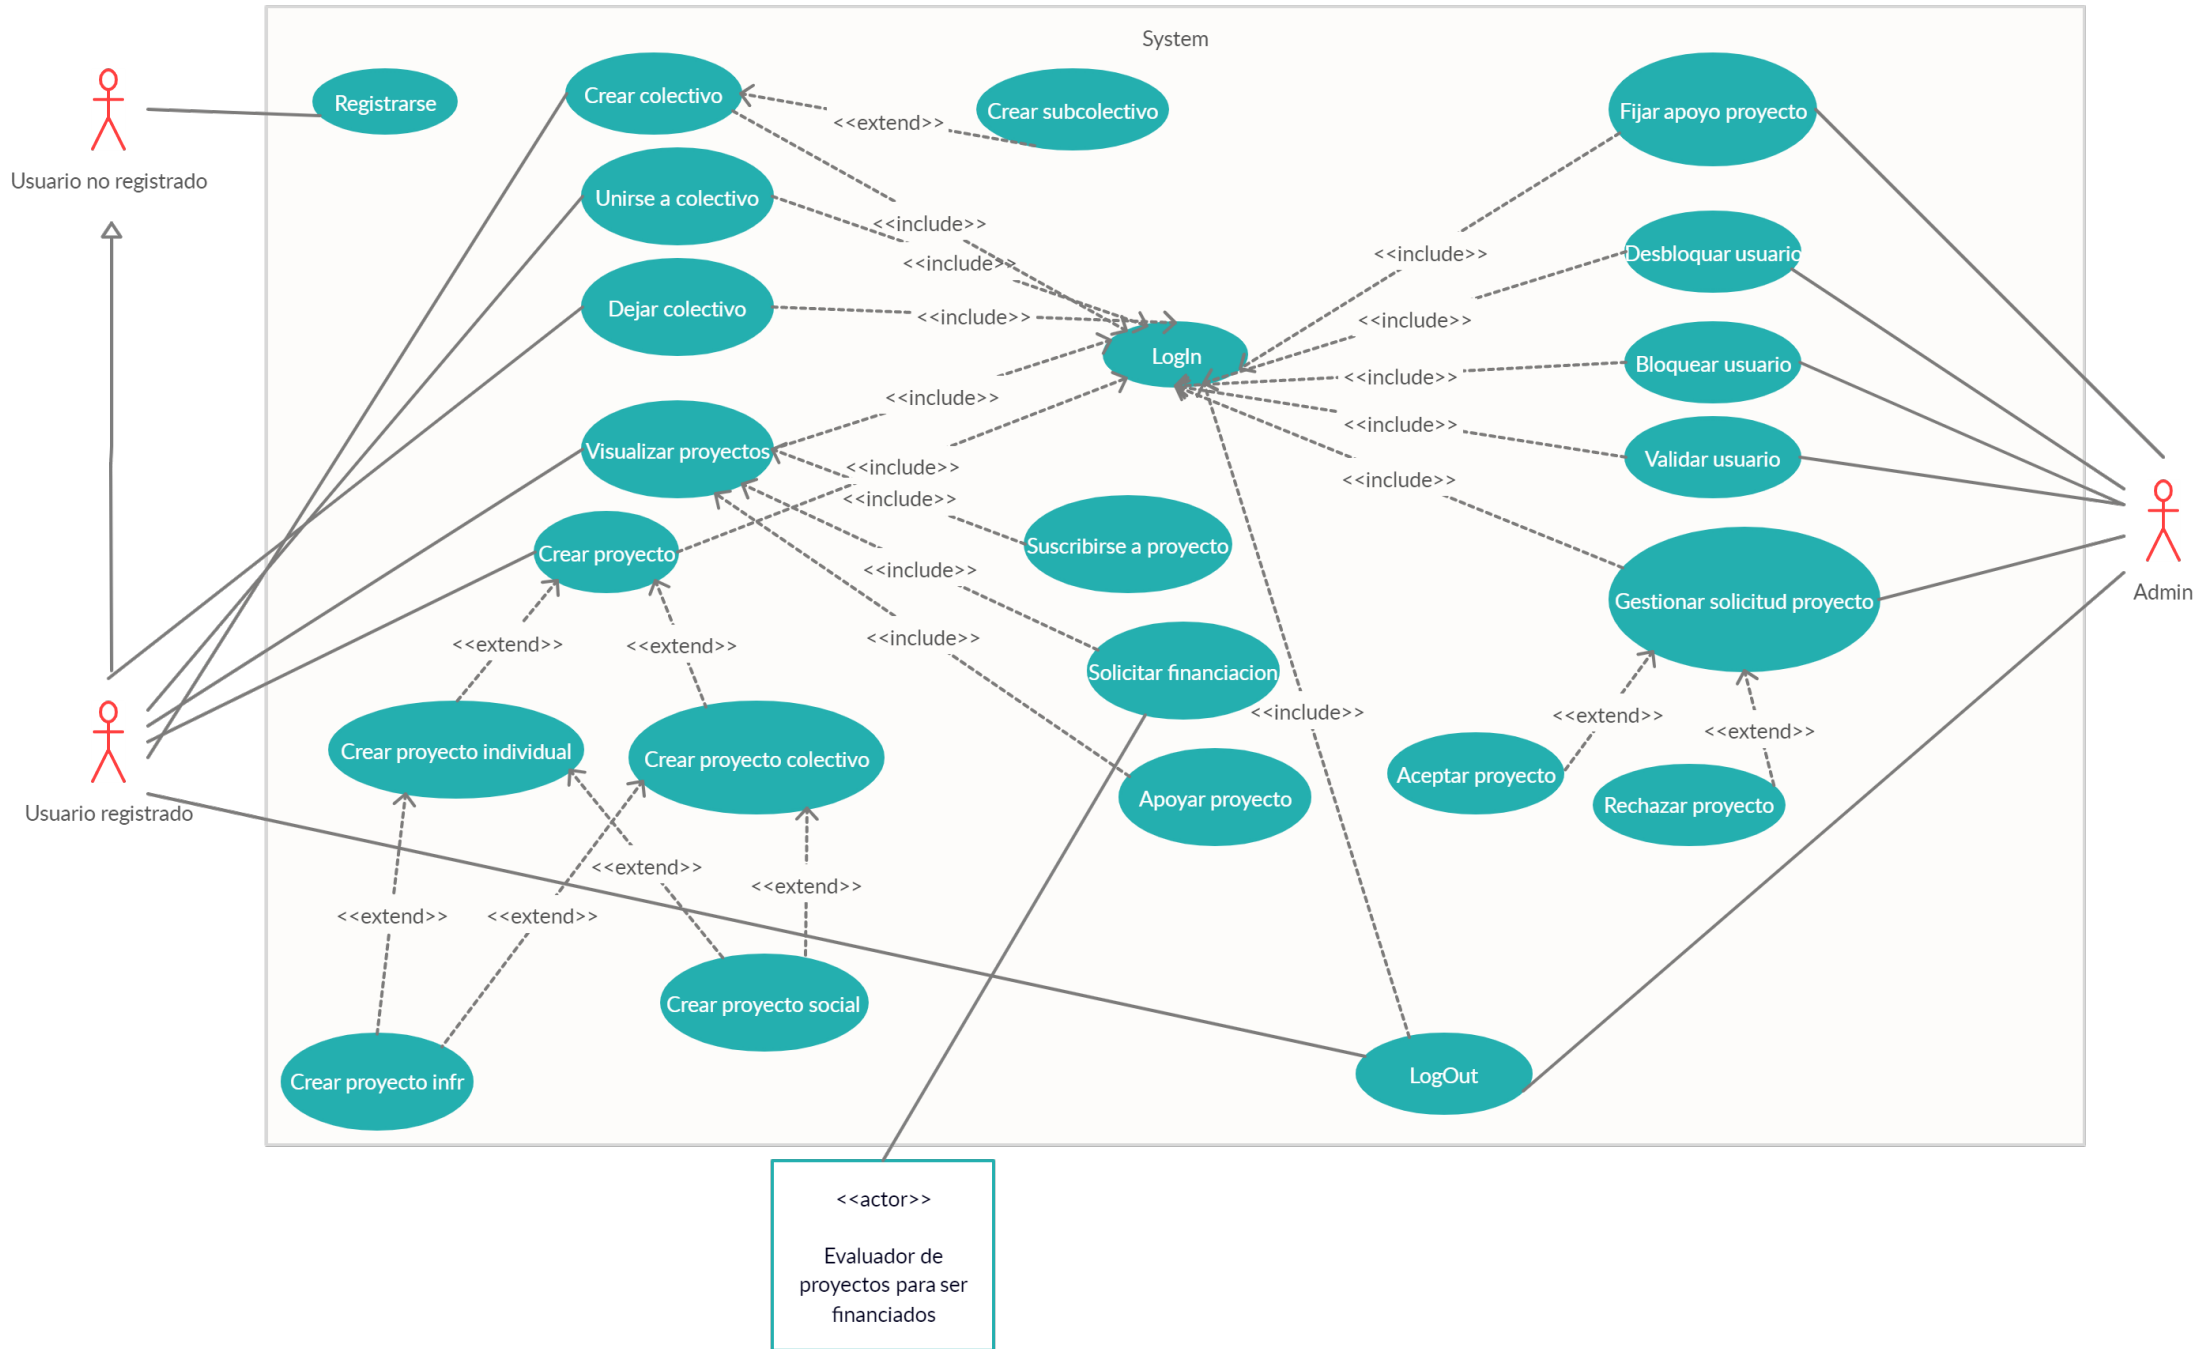 System
Registrarse
Crear colectivo
Crear subcolectivo
Fijar apoyo proyecto
<<extend>>
Usuario no registrado
Unirse a colectivo
<<include>>
<<include>>
<<include>>
Desbloquar usuario
Dejar colectivo
<<include>>
<<include>>
LogIn
Bloquear usuario
<<include>>
<<include>>
<<include>>
Visualizar proyectos
Validar usuario
<<include>>
<<include>>
<<include>>
Crear proyecto
Suscribirse a proyecto
<<include>>
Admin
Gestionar solicitud proyecto
<<include>>
<<extend>>
<<extend>>
Solicitar financiacion
<<include>>
<<extend>>
<<extend>>
Crear proyecto individual
Crear proyecto colectivo
Aceptar proyecto
Apoyar proyecto
Rechazar proyecto
Usuario registrado
<<extend>>
<<extend>>
<<extend>>
<<extend>>
Crear proyecto social
Crear proyecto infr
LogOut
<<actor>>
Evaluador de
proyectos para ser
financiados